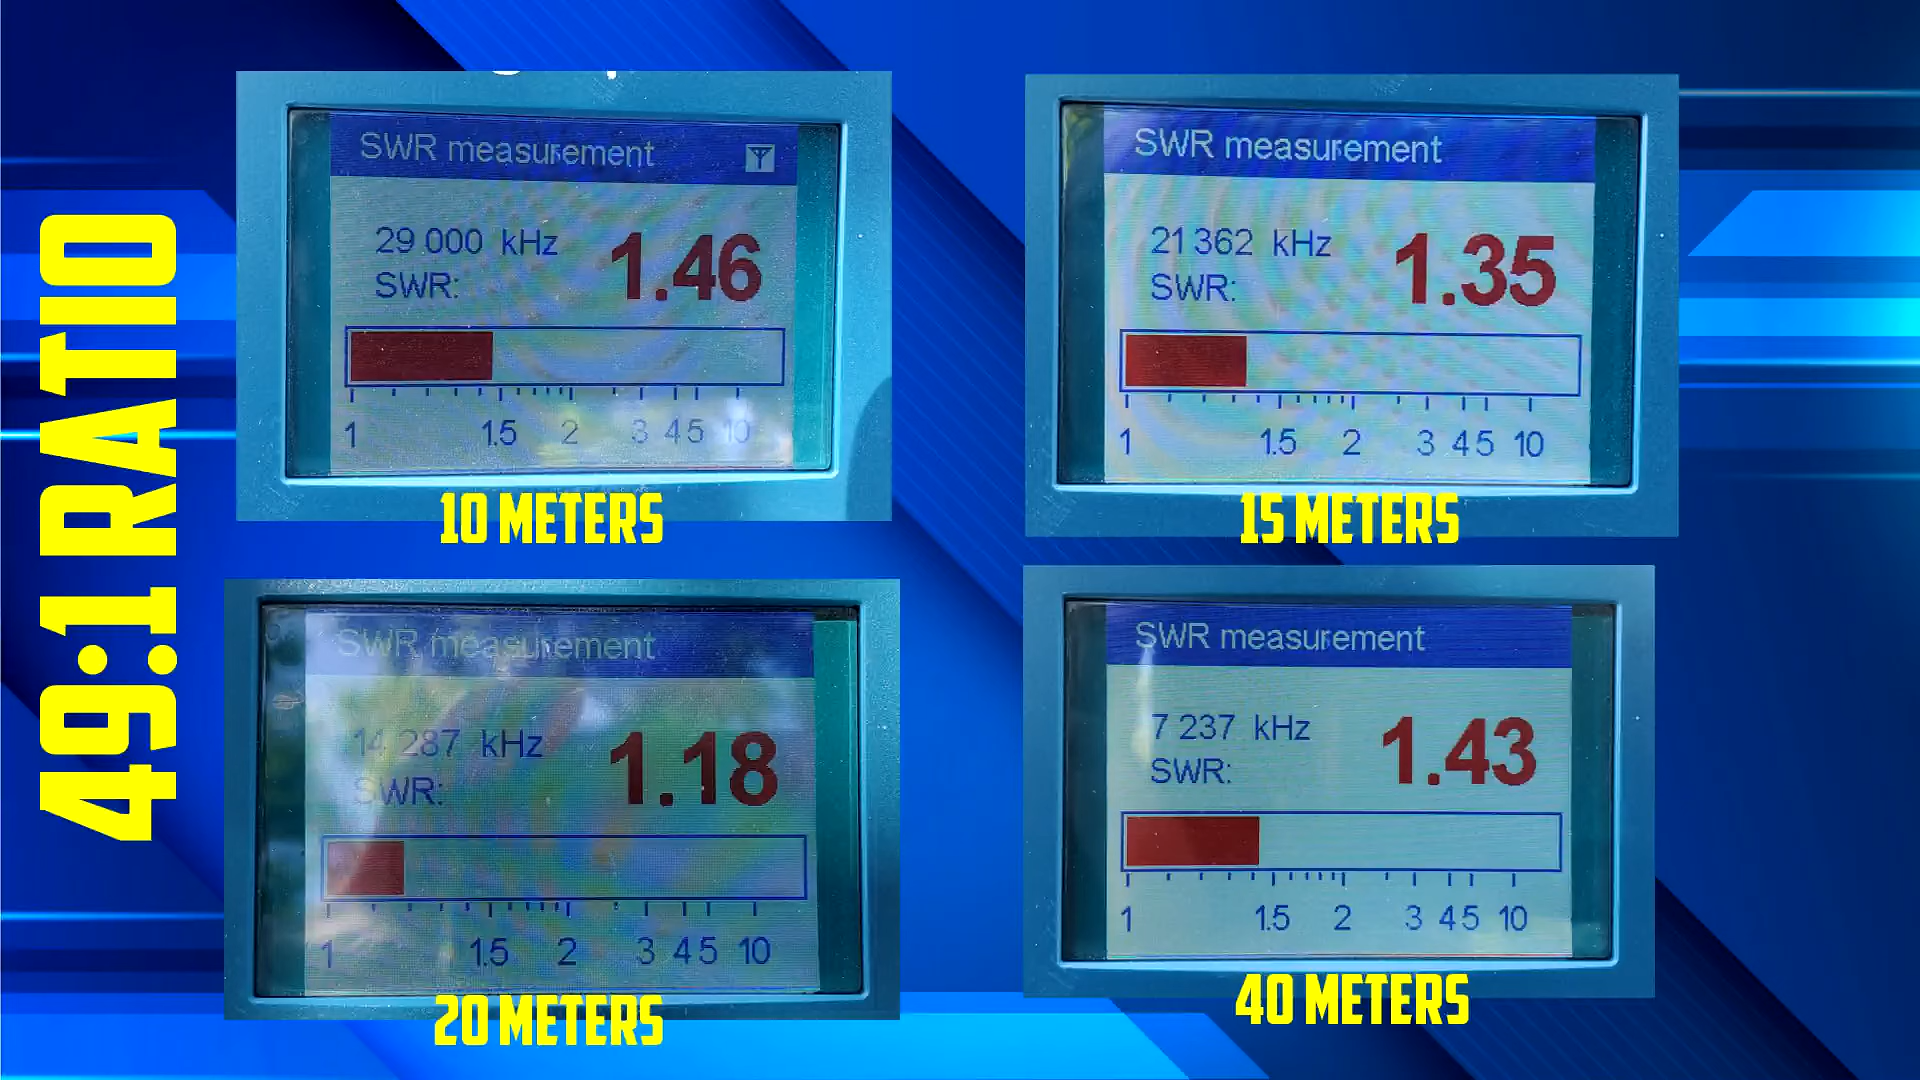 49:1 RATIO
SWR measurement
29 000 kHz
SWR:
1.46
1 1.5 2 3 4 5 10
10 METERS
SWR measurement
21 362 kHz
SWR:
1.35
1 1.5 2 3 4 5 10
15 METERS
SWR measurement
14 287 kHz
SWR:
1.18
1 1.5 2 3 4 5 10
20 METERS
SWR measurement
7 237 kHz
SWR:
1.43
1 1.5 2 3 4 5 10
40 METERS